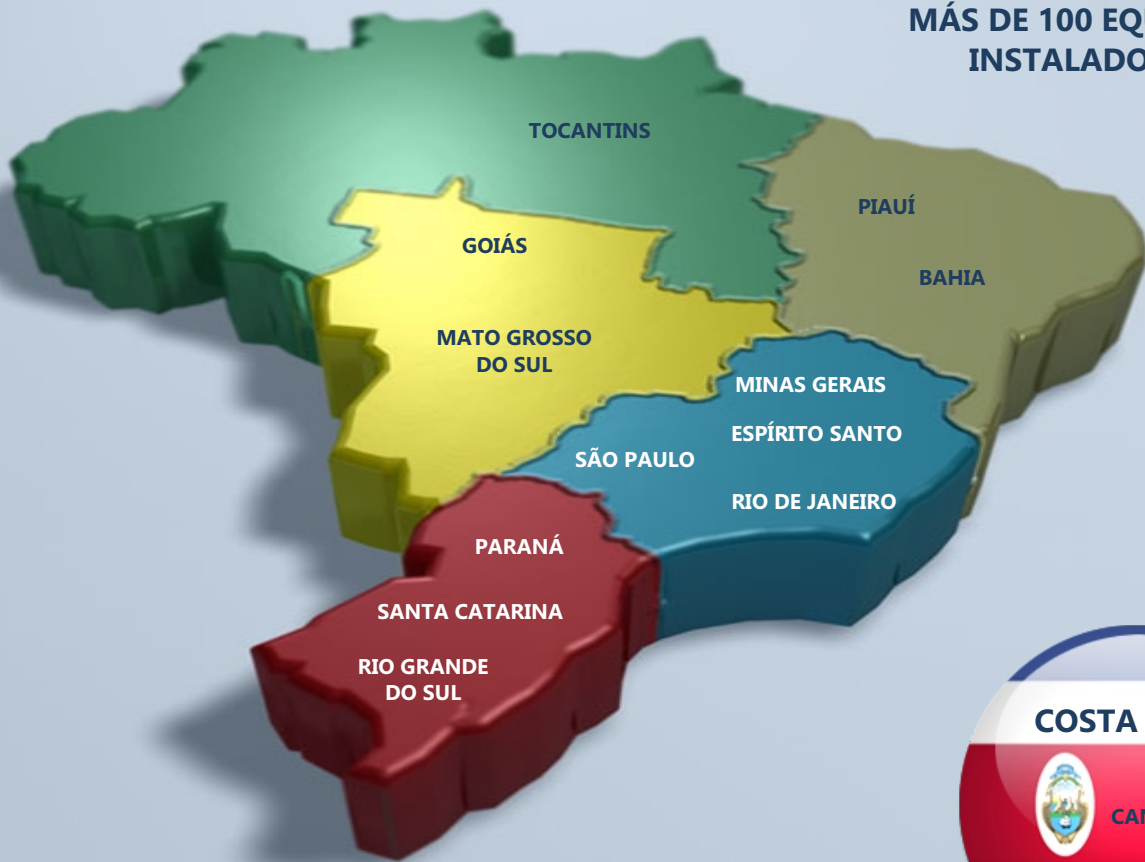 MÁS DE 100 EQ
INSTALADO
TOCANTINS
PIAUÍ
GOIÁS
BAHIA
MATO GROSSO
DO SUL
MINAS GERAIS
ESPÍRITO SANTO
SÃO PAULO
RIO DE JANEIRO
PARANÁ
SANTA CATARINA
RIO GRANDE
DO SUL
COSTA
CAN